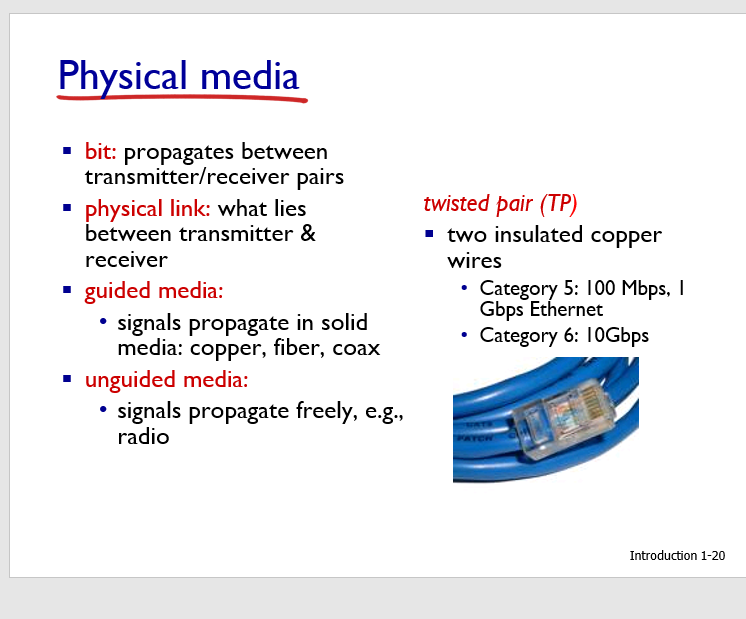 Physical media
bit: propagates between
transmitter/receiver pairs
physical link: what lies
between transmitter &
receiver
guided media:
signals propagate in solid
media: copper, fiber, coax
unguided media:
signals propagate freely, e.g.,
radio
twisted pair (TP)
two insulated copper
wires
Category 5: 100 Mbps, 1
Gbps Ethernet
Category 6: 10Gbps
PATCH
Introduction 1-20